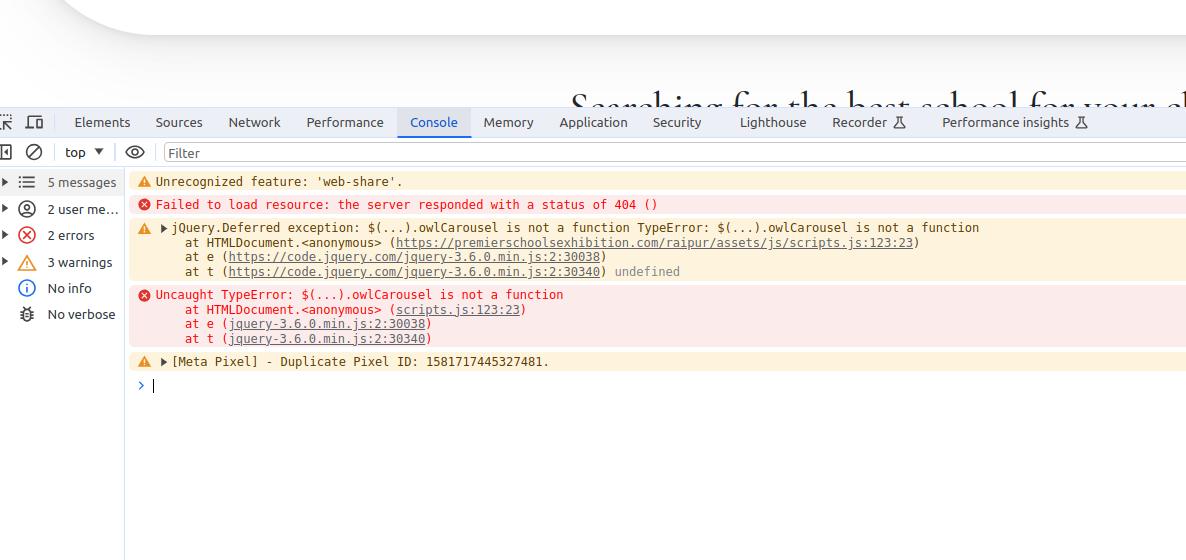 Searching for the best school for your
Elements Sources Network Performance Console Memory Application Security Lighthouse Recorder Performance insights
top Filter
5 messages
2 user me...
2 errors
3 warnings
No info
No verbose
Unrecognized feature: 'web-share'.
Failed to load resource: the server responded with a status of 404 ()
jQuery.Deferred exception: $(...).owlCarousel is not a function TypeError: $(...).owlCarousel is not a function
at HTMLDocument.<anonymous> (https://premierschoolsexhibition.com/raipur/assets/js/scripts.js:123:23)
at e (https://code.jquery.com/jquery-3.6.0.min.js:2:30038)
at t (https://code.jquery.com/jquery-3.6.0.min.js:2:30340) undefined
Uncaught TypeError: $(...).owlCarousel is not a function
at HTMLDocument.<anonymous> (scripts.js:123:23)
at e (jquery-3.6.0.min.js:2:30038)
at t (jquery-3.6.0.min.js:2:30340)
[Meta Pixel] - Duplicate Pixel ID: 1581717445327481.